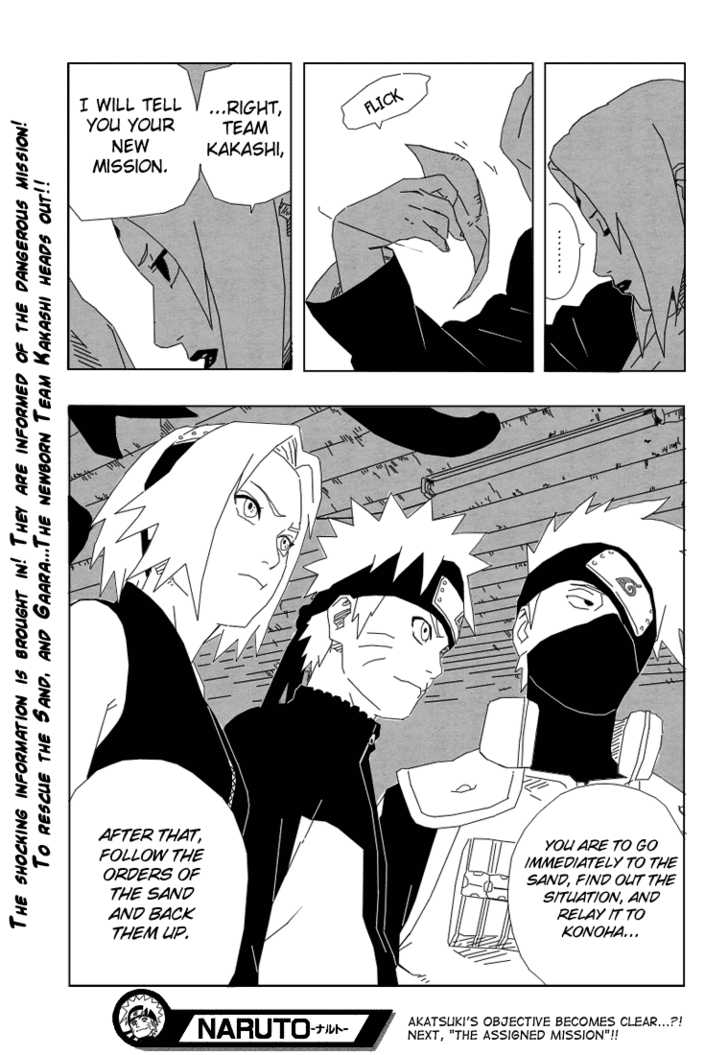 THE SHOCKING INFORMATION IS BROUGHT IN! THEY ARE INFORMED OF THE DANGEROUS MISSION!
TO RESCUE THE SAND, AND GAARA...THE NEWBORN TEAM KAKASHI HEADS OUT!!
.......
FLICK
...RIGHT,
TEAM
KAKASHI,
I WILL TELL
YOU YOUR
NEW
MISSION.
YOU ARE TO GO
IMMEDIATELY TO THE
SAND, FIND OUT THE
SITUATION, AND
RELAY IT TO
KONOHA...
AFTER THAT,
FOLLOW THE
ORDERS OF
THE SAND
AND BACK
THEM UP.
NARUTO-ナルト-
AKATSUKI'S OBJECTIVE BECOMES CLEAR...?!
NEXT, "THE ASSIGNED MISSION"!!